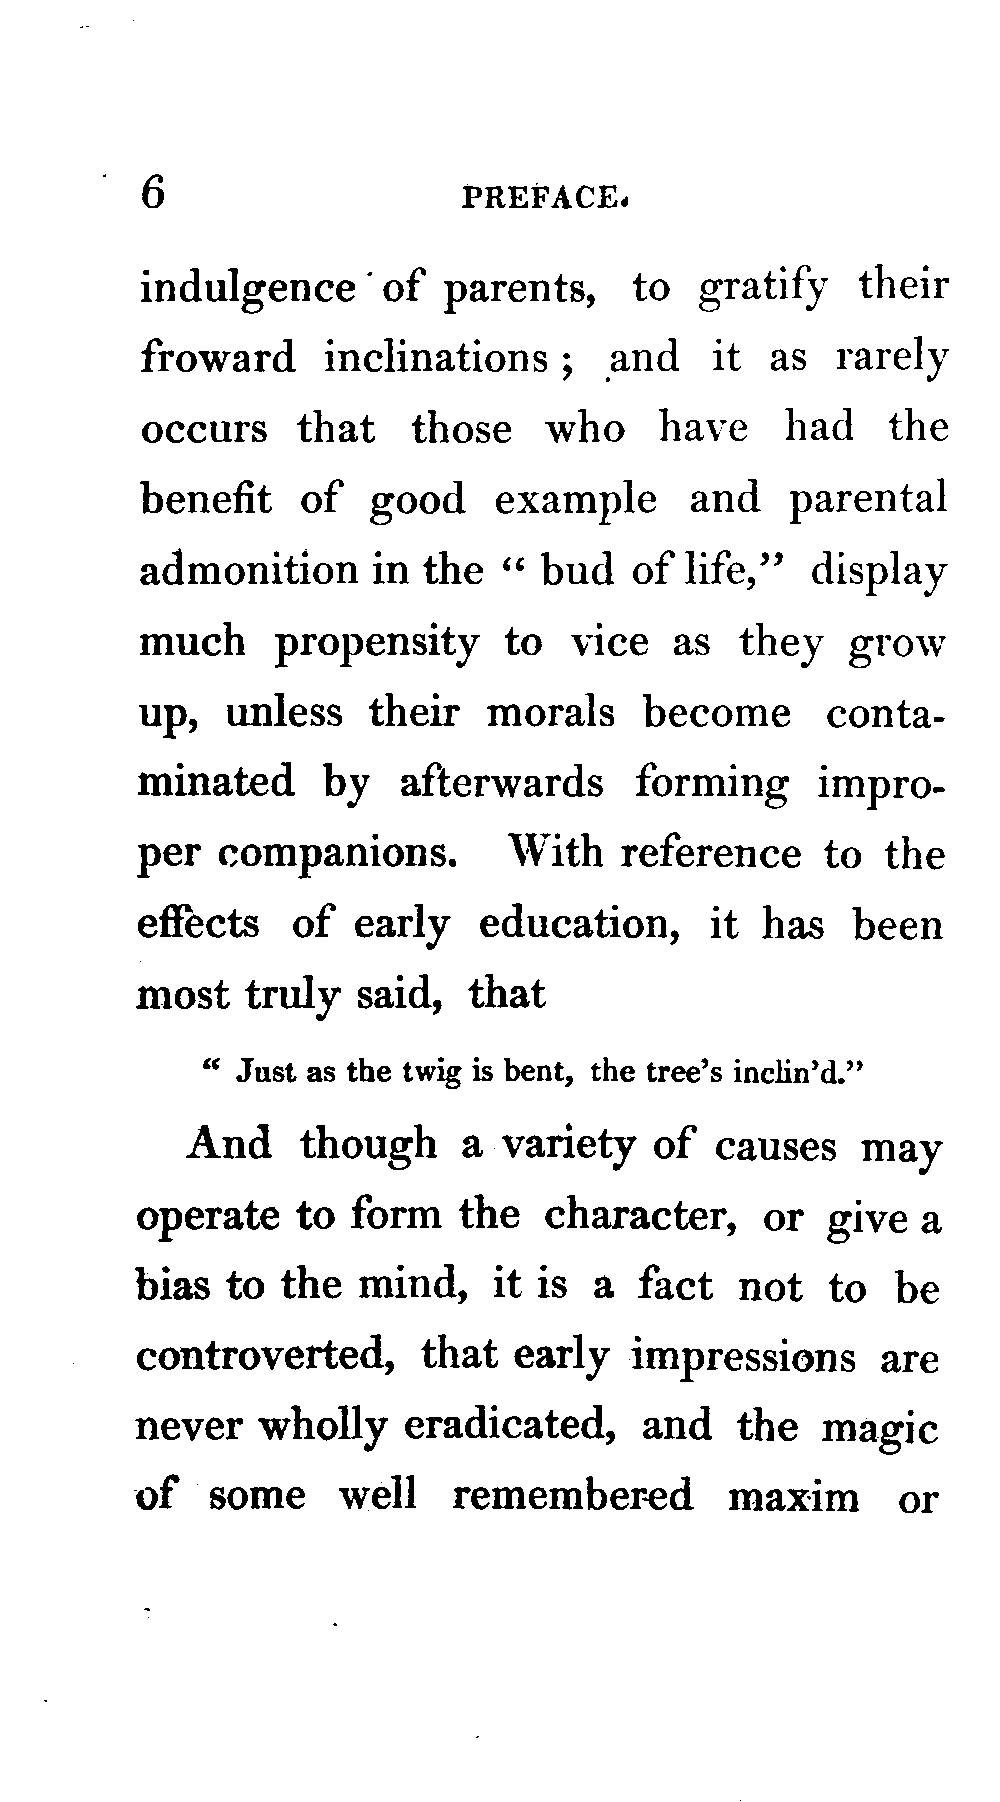 6 PREFACE.
indulgence of parents, to gratify their
froward inclinations ; and it as rarely
occurs that those who have had the
benefit of good example and parental
admonition in the “ bud of life,” display
much propensity to vice as they grow
up, unless their morals become conta-
minated by afterwards forming impro-
per companions. With reference to the
effects of early education, it has been
most truly said, that
“ Just as the twig is bent, the tree’s inclin’d.”
And though a variety of causes may
operate to form the character, or give a
bias to the mind, it is a fact not to be
controverted, that early impressions are
never wholly eradicated, and the magic
of some well remembered maxim or